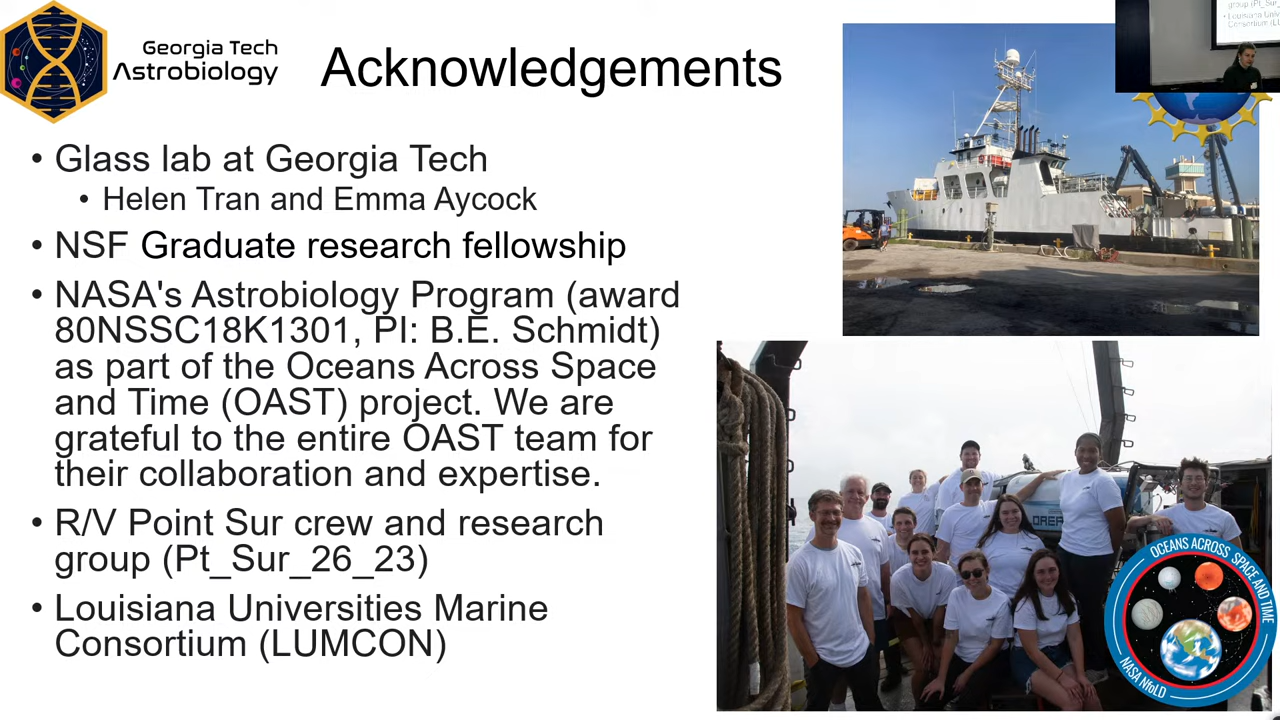 Georgia Tech
Astrobiology
Acknowledgements
• Glass lab at Georgia Tech
• Helen Tran and Emma Aycock
• NSF Graduate research fellowship
• NASA's Astrobiology Program (award
80NSSC18K1301, PI: B.E. Schmidt)
as part of the Oceans Across Space
and Time (OAST) project. We are
grateful to the entire OAST team for
their collaboration and expertise.
• R/V Point Sur crew and research
group (Pt_Sur_26_23)
• Louisiana Universities Marine
Consortium (LUMCON)
OCEANS ACROSS SPACE AND TIME
NASA NfoLD